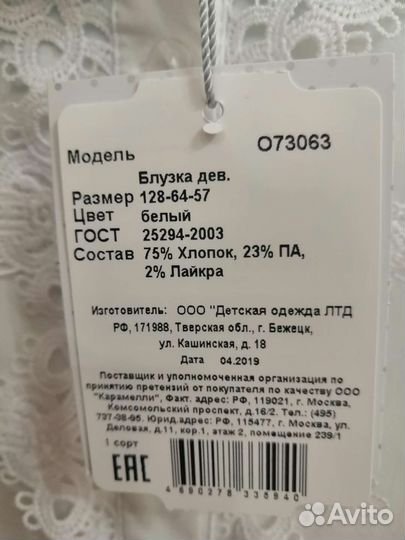 Модель О73063
Блузка дев.
Размер 128-64-57
Цвет белый
ГОСТ 25294-2003
Состав 75% Хлопок, 23% ПА,
2% Лайкра
Изготовитель: ООО "Детская одежда ЛТД
РФ, 171988, Тверская обл., г. Бежецк,
ул. Кашинская, д. 18
Дата 04.2019
Поставщик и уполномоченная организация по
принятию претензий от покупателя по качеству ООО
"Карамелли", Факт. адрес: РФ, 119021, г. Москва,
Комсомольский проспект, д.16/2. Тел.: (495)
737-38-95. Юрид.адрес: РФ, 115477, г. Москва, ул.
Деловая, д.11, кор.1, этаж 2, помещение 239/1
1 сорт
EAC
4 690278 338940
Avito